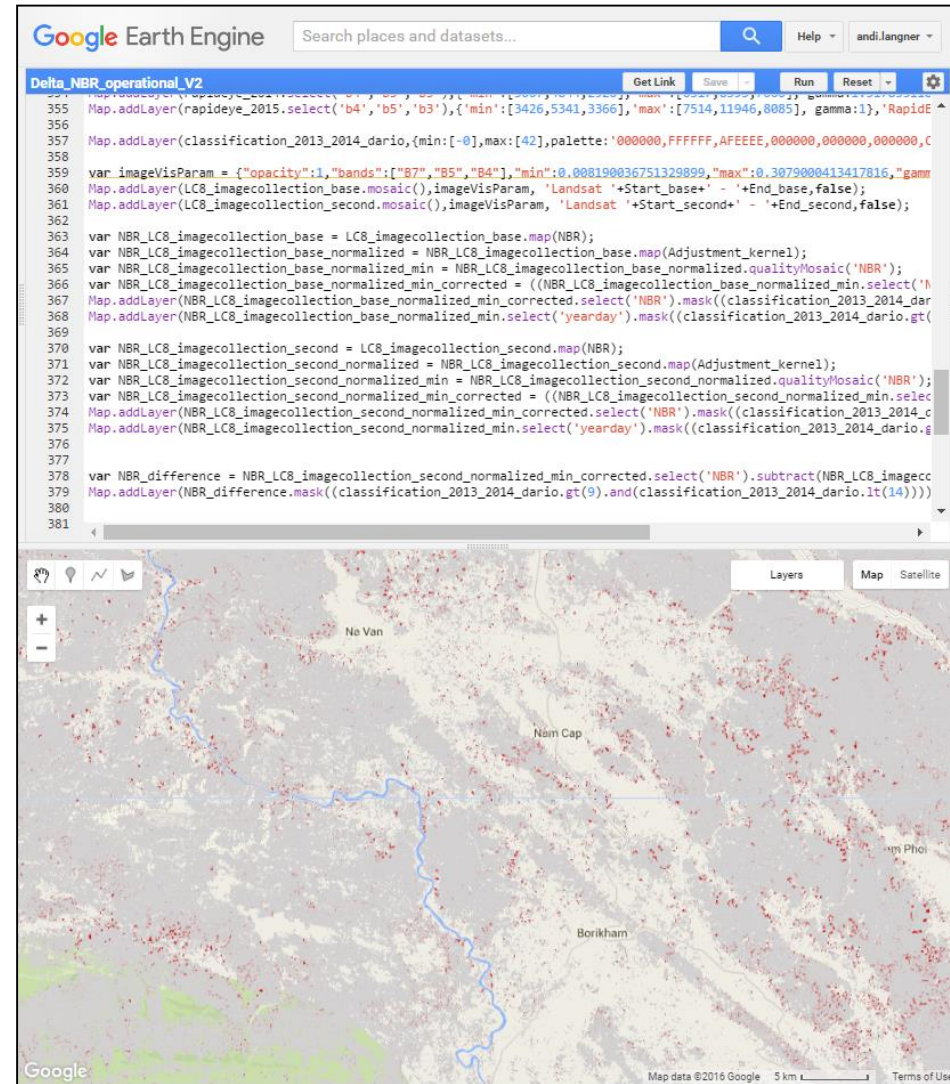 Google Earth Engine
Search places and datasets...
Help
andi.langner
Delta_NBR_operational_V2
Get Link
Save
Run
Reset
355 Map.addLayer(rapideye_2015.select('b4','b5','b3'),{'min':[3426,5341,3366],'max':[7514,11946,8085], gamma:1},'RapidE
356
357 Map.addLayer(classification_2013_2014_dario,{min:[-0],max:[42],palette:'000000,FFFFFF,AFEEEE,000000,000000,000000,C
358
359 var imageVisParam = {"opacity":1,"bands":["B7","B5","B4"],"min":0.008190036751329899,"max":0.3079000413417816,"gamm
360 Map.addLayer(LC8_imagecollection_base.mosaic(),imageVisParam, 'Landsat '+Start_base+' - '+End_base,false);
361 Map.addLayer(LC8_imagecollection_second.mosaic(),imageVisParam, 'Landsat '+Start_second+' - '+End_second,false);
362
363 var NBR_LC8_imagecollection_base = LC8_imagecollection_base.map(NBR);
364 var NBR_LC8_imagecollection_base_normalized = NBR_LC8_imagecollection_base.map(Adjustment_kernel);
365 var NBR_LC8_imagecollection_base_normalized_min = NBR_LC8_imagecollection_base_normalized.qualityMosaic('NBR');
366 var NBR_LC8_imagecollection_base_normalized_min_corrected = ((NBR_LC8_imagecollection_base_normalized_min.select('N
367 Map.addLayer(NBR_LC8_imagecollection_base_normalized_min_corrected.select('NBR').mask((classification_2013_2014_dar
368 Map.addLayer(NBR_LC8_imagecollection_base_normalized_min.select('yearday').mask((classification_2013_2014_dario.gt(
369
370 var NBR_LC8_imagecollection_second = LC8_imagecollection_second.map(NBR);
371 var NBR_LC8_imagecollection_second_normalized = NBR_LC8_imagecollection_second.map(Adjustment_kernel);
372 var NBR_LC8_imagecollection_second_normalized_min = NBR_LC8_imagecollection_second_normalized.qualityMosaic('NBR');
373 var NBR_LC8_imagecollection_second_normalized_min_corrected = ((NBR_LC8_imagecollection_second_normalized_min.selec
374 Map.addLayer(NBR_LC8_imagecollection_second_normalized_min_corrected.select('NBR').mask((classification_2013_2014_d
375 Map.addLayer(NBR_LC8_imagecollection_second_normalized_min.select('yearday').mask((classification_2013_2014_dario.g
376
377
378 var NBR_difference = NBR_LC8_imagecollection_second_normalized_min_corrected.select('NBR').subtract(NBR_LC8_imagecc
379 Map.addLayer(NBR_difference.mask((classification_2013_2014_dario.gt(9).and(classification_2013_2014_dario.lt(14))))
380
381
Layers
Map
Satellite
Na Van
Nam Cap
Phoi
Borikham
Google
Map data ©2016 Google
5 km
Terms of Use